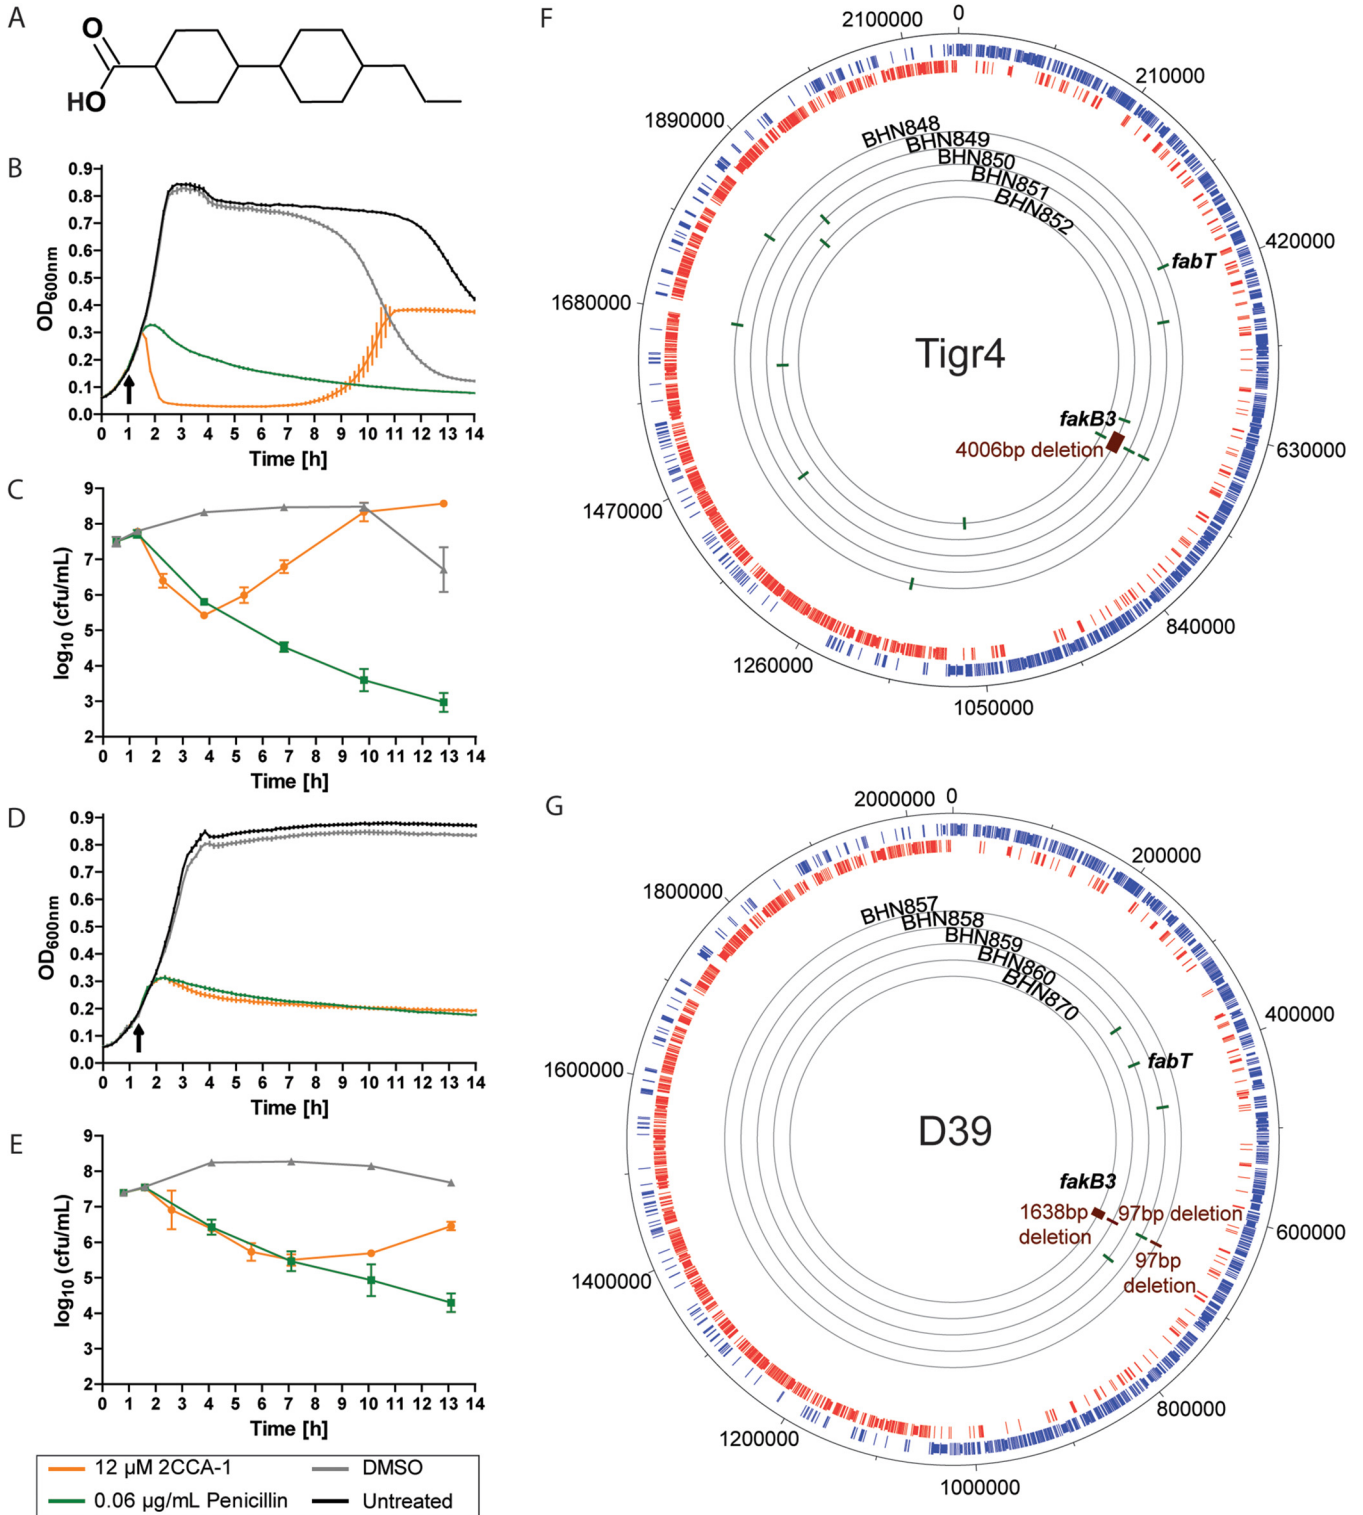 A
O
HO
B
0.9
0.8
0.7
0.6
0.5
0.4
0.3
0.2
0.1
0.0
OD600nm
0 1 2 3 4 5 6 7 8 9 10 11 12 13 14
Time [h]
C
9
8
7
6
5
4
3
2
log10 (cfu/mL)
0 1 2 3 4 5 6 7 8 9 10 11 12 13 14
Time [h]
D
0.9
0.8
0.7
0.6
0.5
0.4
0.3
0.2
0.1
0.0
OD600nm
0 1 2 3 4 5 6 7 8 9 10 11 12 13 14
Time [h]
E
9
8
7
6
5
4
3
2
log10 (cfu/mL)
0 1 2 3 4 5 6 7 8 9 10 11 12 13 14
Time [h]
12 µM 2CCA-1
DMSO
0.06 µg/mL Penicillin
Untreated
F
0
210000
420000
630000
840000
1050000
1260000
1470000
1680000
1890000
2100000
BHN848
BHN849
BHN850
BHN851
BHN852
fabT
Tigr4
fakB3
4006bp deletion
G
0
200000
400000
600000
800000
1000000
1200000
1400000
1600000
1800000
2000000
BHN857
BHN858
BHN859
BHN860
BHN870
fabT
D39
fakB3
1638bp
deletion
97bp deletion
97bp
deletion